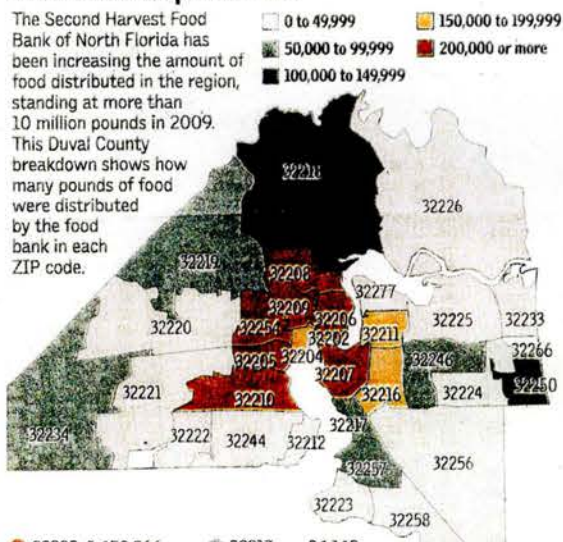 The Second Harvest Food
Bank of North Florida has
been increasing the amount of
food distributed in the region,
standing at more than
10 million pounds in 2009.
This Duval County
breakdown shows how
many pounds of food
were distributed
by the food
bank in each
ZIP code.
0 to 49,999
150,000 to 199,999
50,000 to 99,999
200,000 or more
100,000 to 149,999
32218
32226
32219
32208
32277
32209
32206
32220
32254
32202
32211
32225
32233
32205
32204
32207
32246
32266
32250
32221
32210
32216
32224
32217
32234
32222
32244
32212
32257
32256
32223
32258